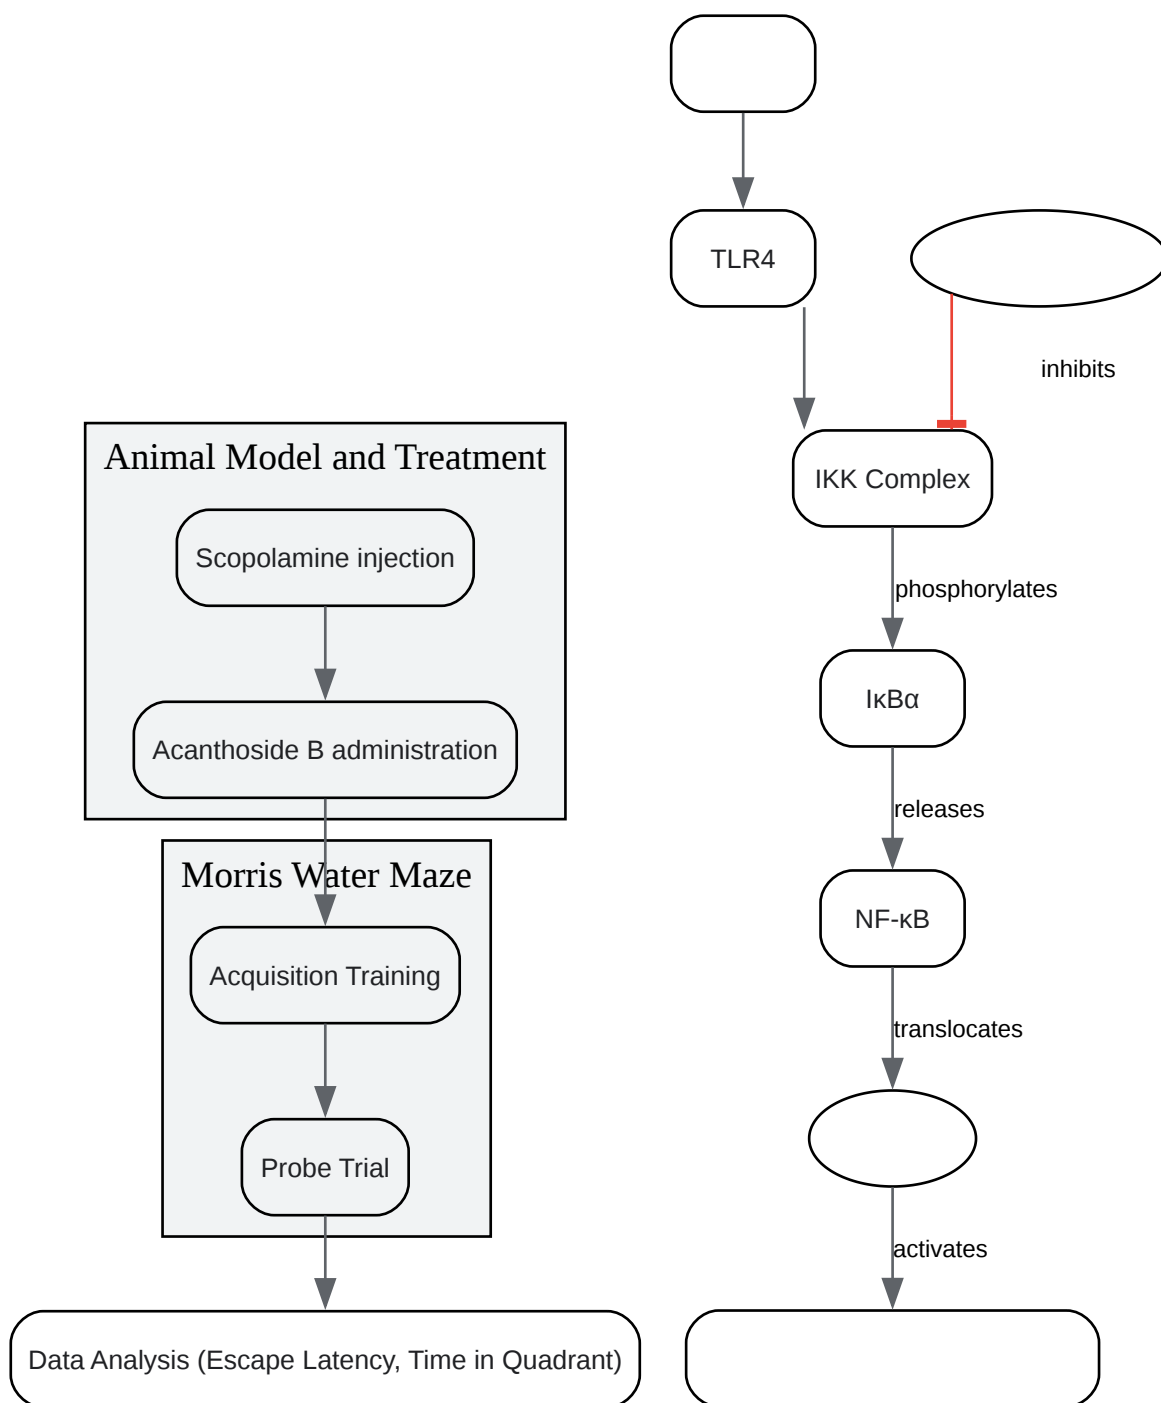 TLR4
inhibits
IKK Complex
phosphorylates
IκBα
releases
NF-κB
translocates
activates
Animal Model and Treatment
Scopolamine injection
Acanthoside B administration
Morris Water Maze
Acquisition Training
Probe Trial
Data Analysis (Escape Latency, Time in Quadrant)